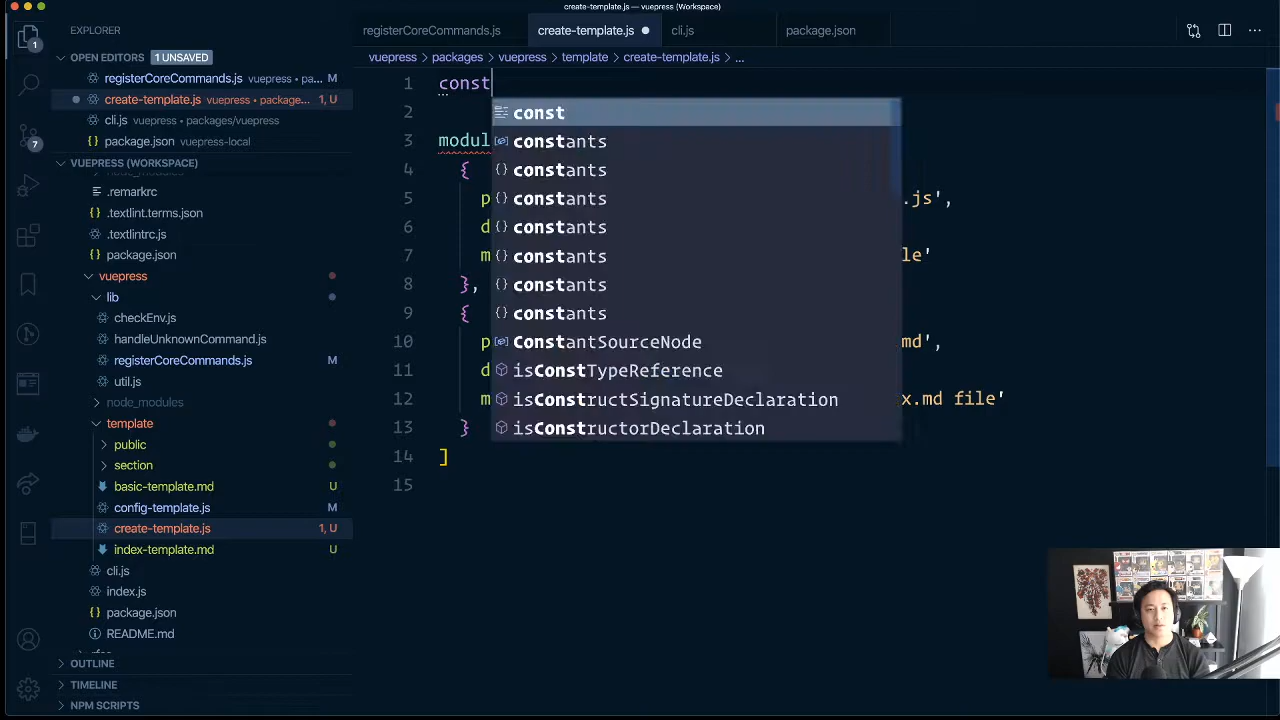 create-template.js — vuepress (Workspace)
EXPLORER
registerCoreCommands.js
create-template.js
cli.js
package.json
OPEN EDITORS 1 UNSAVED
vuepress packages vuepress template create-template.js ...
registerCoreCommands.js vuepress • pa... M
create-template.js vuepress • package... 1, U
cli.js vuepress • packages/vuepress
package.json vuepress-local
VUEPRESS (WORKSPACE)
node_modules
.remarkrc
.textlint.terms.json
.textlintrc.js
package.json
vuepress
lib
checkEnv.js
handleUnknownCommand.js
registerCoreCommands.js M
util.js
node_modules
template
public
section
basic-template.md U
config-template.js M
create-template.js 1, U
index-template.md U
cli.js
index.js
package.json
README.md
OUTLINE
TIMELINE
NPM SCRIPTS
1
7
1 const
2
3 modul
4 {
5 p .js',
6 d
7 m le'
8 },
9 {
10 p md',
11 d
12 m x.md file'
13 }
14 ]
15
const
constants
constants
constants
constants
constants
constants
constants
ConstantSourceNode
isConstTypeReference
isConstructSignatureDeclaration
isConstructorDeclaration